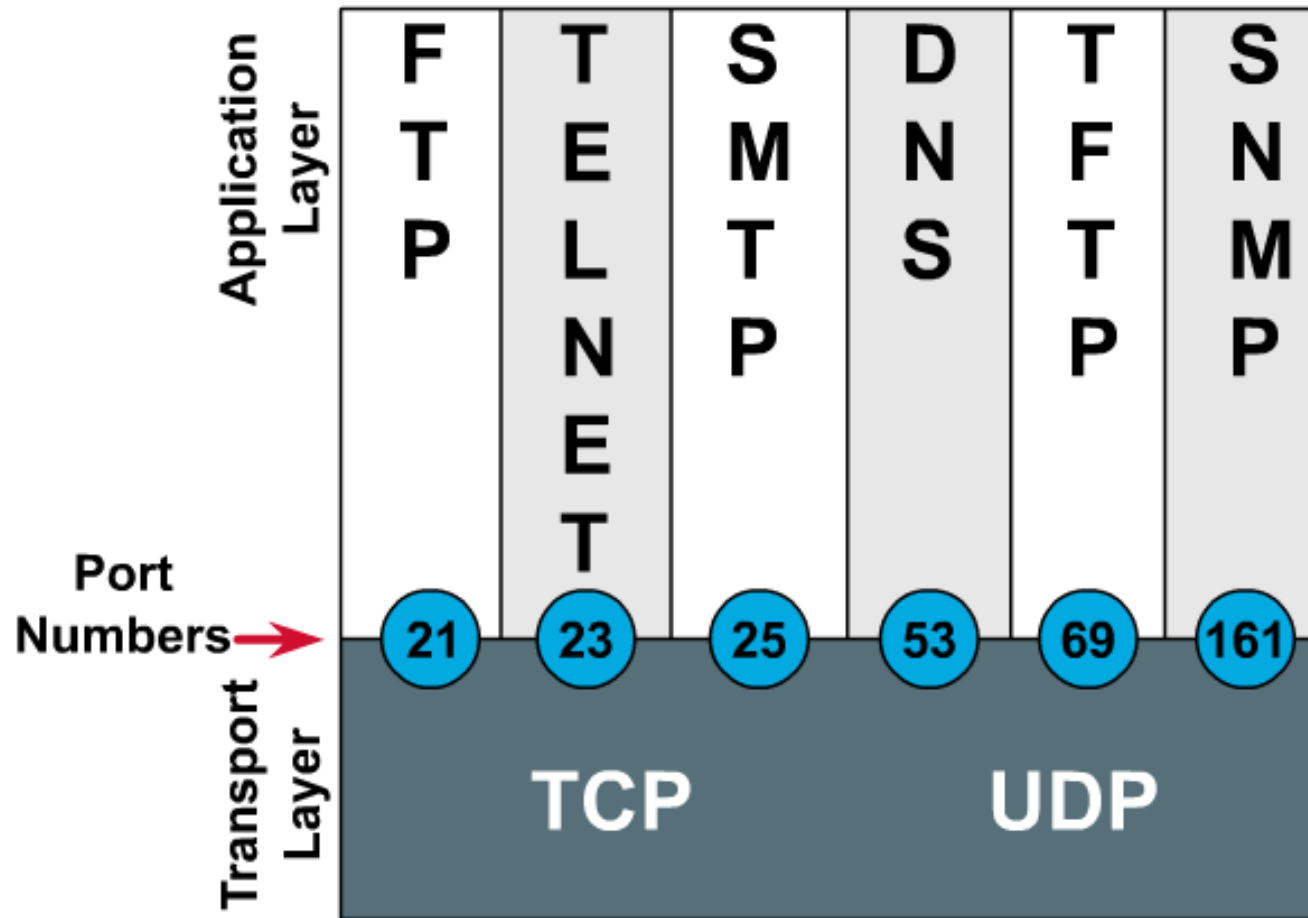 Application
Layer
FTP
TELNET
SMTP
DNS
TFTP
SNMP
Port
Numbers
21
23
25
53
69
161
Transport
Layer
TCP
UDP